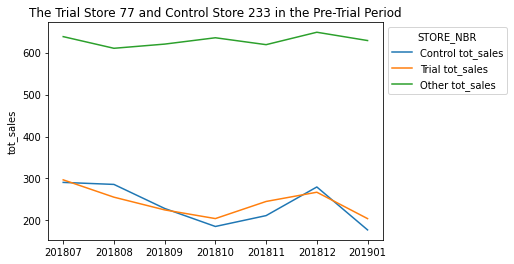 The Trial Store 77 and Control Store 233 in the Pre-Trial Period
STORE_NBR
Control tot_sales
Trial tot_sales
Other tot_sales
tot_sales
600
500
400
300
200
201807 201808 201809 201810 201811 201812 201901